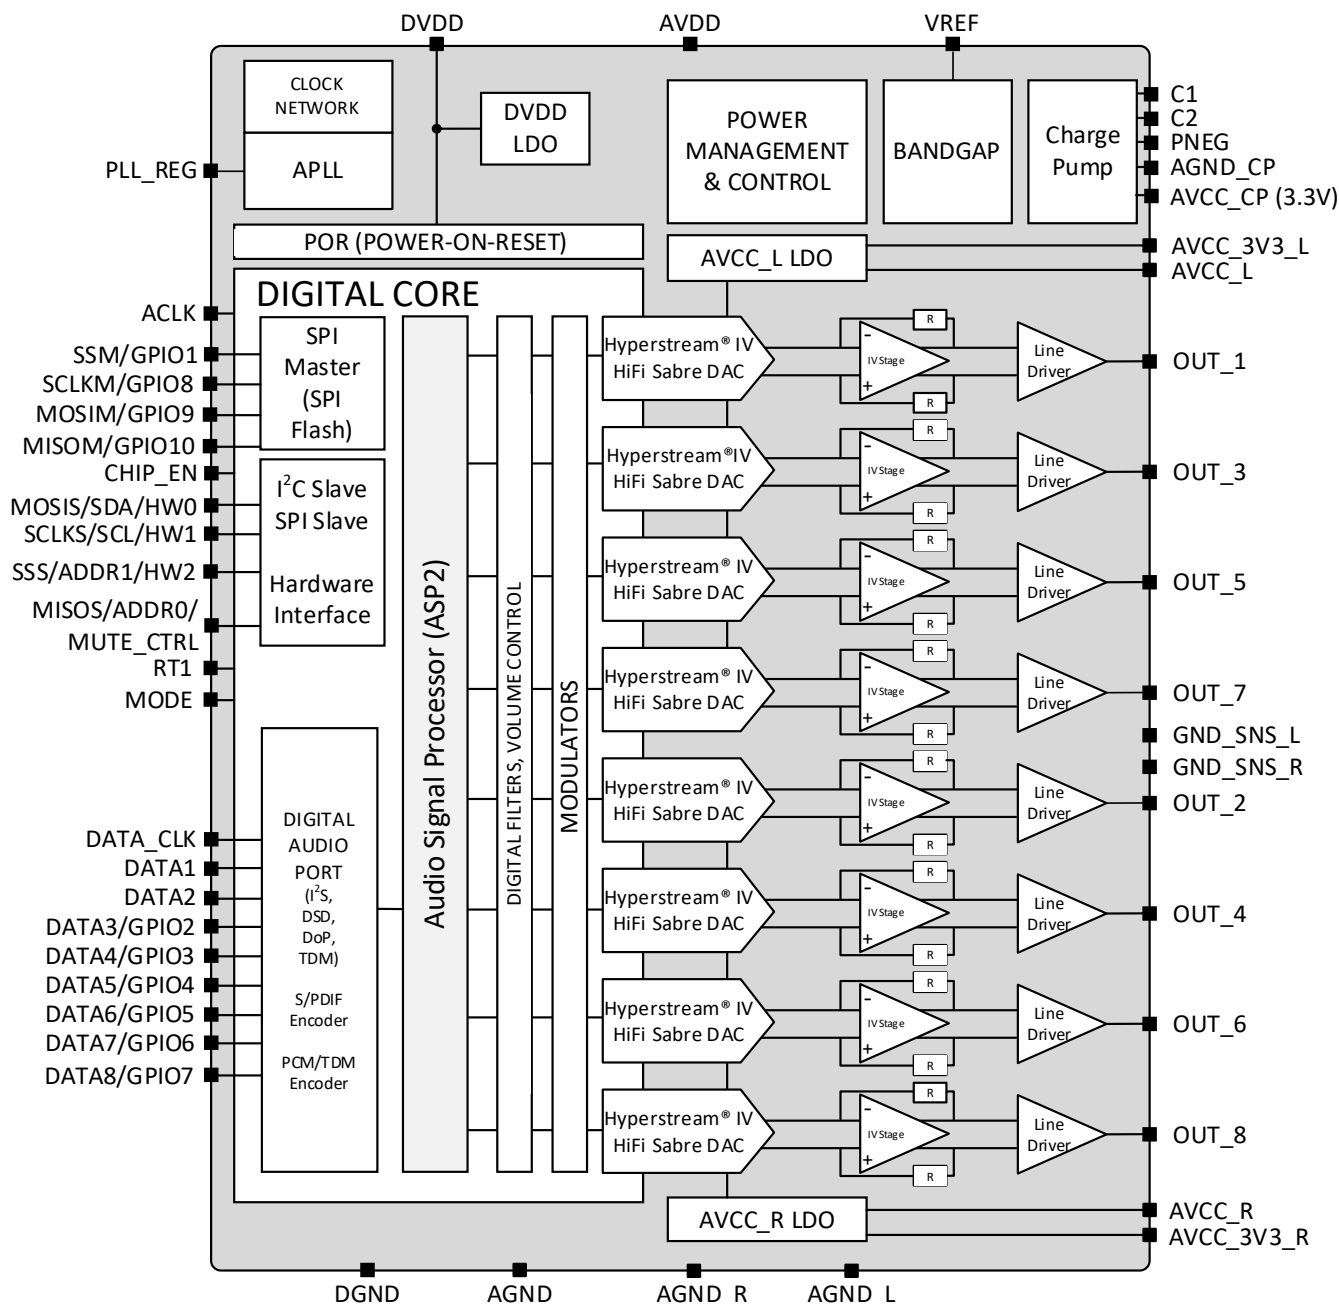 DVDD
AVDD
VREF
CLOCK
NETWORK
APLL
PLL_REG
DVDD
LDO
POWER
MANAGEMENT
& CONTROL
BANDGAP
Charge
Pump
C1
C2
PNEG
AGND_CP
AVCC_CP (3.3V)
POR (POWER-ON-RESET)
AVCC_L LDO
AVCC_3V3_L
AVCC_L
DIGITAL CORE
ACLK
SSM/GPIO1
SCLKM/GPIO8
MOSIM/GPIO9
MISOM/GPIO10
CHIP_EN
MOSIS/SDA/HW0
SCLKS/SCL/HW1
SSS/ADDR1/HW2
MISOS/ADDR0/
MUTE_CTRL
RT1
MODE
SPI
Master
(SPI
Flash)
I²C Slave
SPI Slave
Hardware
Interface
DATA_CLK
DATA1
DATA2
DATA3/GPIO2
DATA4/GPIO3
DATA5/GPIO4
DATA6/GPIO5
DATA7/GPIO6
DATA8/GPIO7
DIGITAL
AUDIO
PORT
(I²S,
DSD,
DoP,
TDM)
S/PDIF
Encoder
PCM/TDM
Encoder
Audio Signal Processor (ASP2)
DIGITAL FILTERS, VOLUME CONTROL
MODULATORS
Hyperstream® IV
HiFi Sabre DAC
R
-
IV Stage
+
R
Line
Driver
OUT_1
Hyperstream®IV
HiFi Sabre DAC
R
-
IV Stage
+
R
Line
Driver
OUT_3
Hyperstream® IV
HiFi Sabre DAC
R
-
IV Stage
+
R
Line
Driver
OUT_5
Hyperstream® IV
HiFi Sabre DAC
R
-
IV Stage
+
R
Line
Driver
OUT_7
GND_SNS_L
GND_SNS_R
Hyperstream® IV
HiFi Sabre DAC
R
-
IV Stage
+
R
Line
Driver
OUT_2
Hyperstream® IV
HiFi Sabre DAC
R
-
IV Stage
+
R
Line
Driver
OUT_4
Hyperstream® IV
HiFi Sabre DAC
R
-
IV Stage
+
R
Line
Driver
OUT_6
Hyperstream® IV
HiFi Sabre DAC
R
-
IV Stage
+
R
Line
Driver
OUT_8
AVCC_R LDO
AVCC_R
AVCC_3V3_R
DGND
AGND
AGND_R
AGND_L